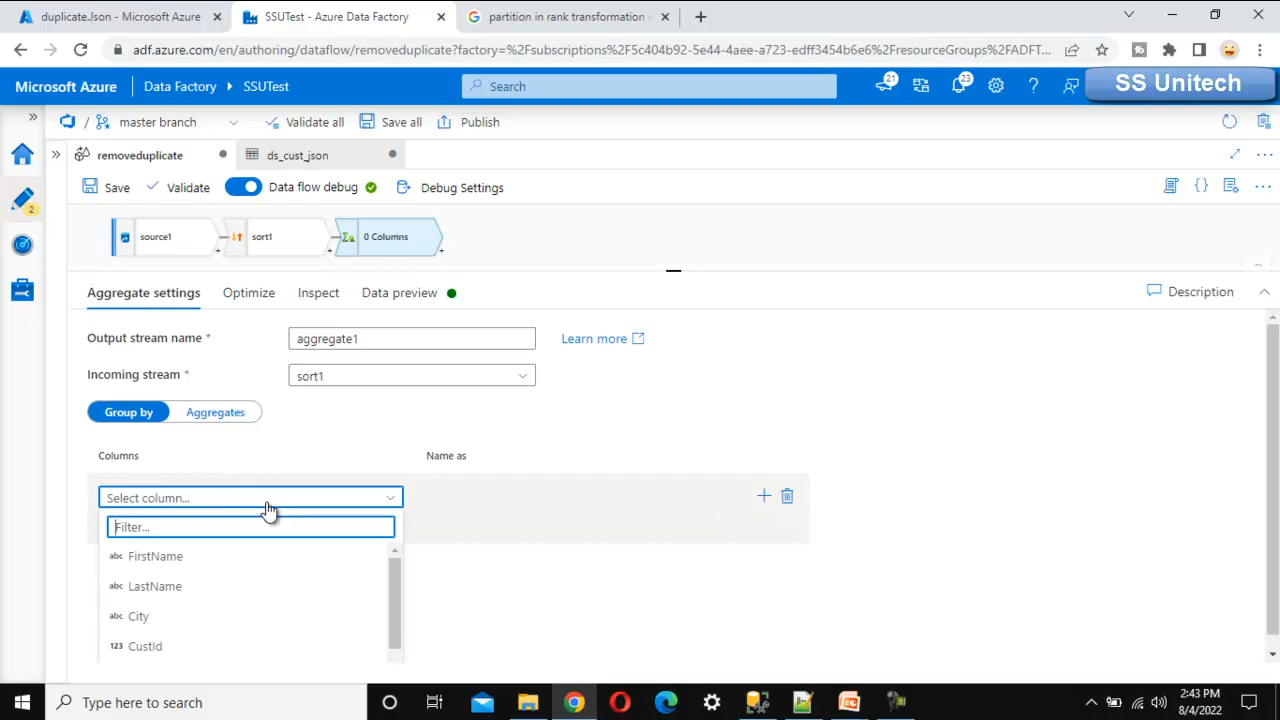 duplicate.Json - Microsoft Azure
SSUTest - Azure Data Factory
partition in rank transformation
adf.azure.com/en/authoring/dataflow/removeduplicate?factory=%2Fsubscriptions%2F5c404b92-5e44-4aee-a723-edff3454b6e6%2FresourceGroups%2FADFT...
Microsoft Azure
Data Factory
SSUTest
Search
21
23
SS Unitech
»
/
master branch
Validate all
Save all
Publish
»
removeduplicate
ds_cust_json
2
Save
Validate
Data flow debug
Debug Settings
source1
sort1
0 Columns
Aggregate settings
Optimize
Inspect
Data preview
Description
Output stream name *
aggregate1
Learn more
Incoming stream *
sort1
Group by
Aggregates
Columns
Name as
Select column...
Filter...
abc FirstName
abc LastName
abc City
123 CustId
Type here to search
2:43 PM
8/4/2022